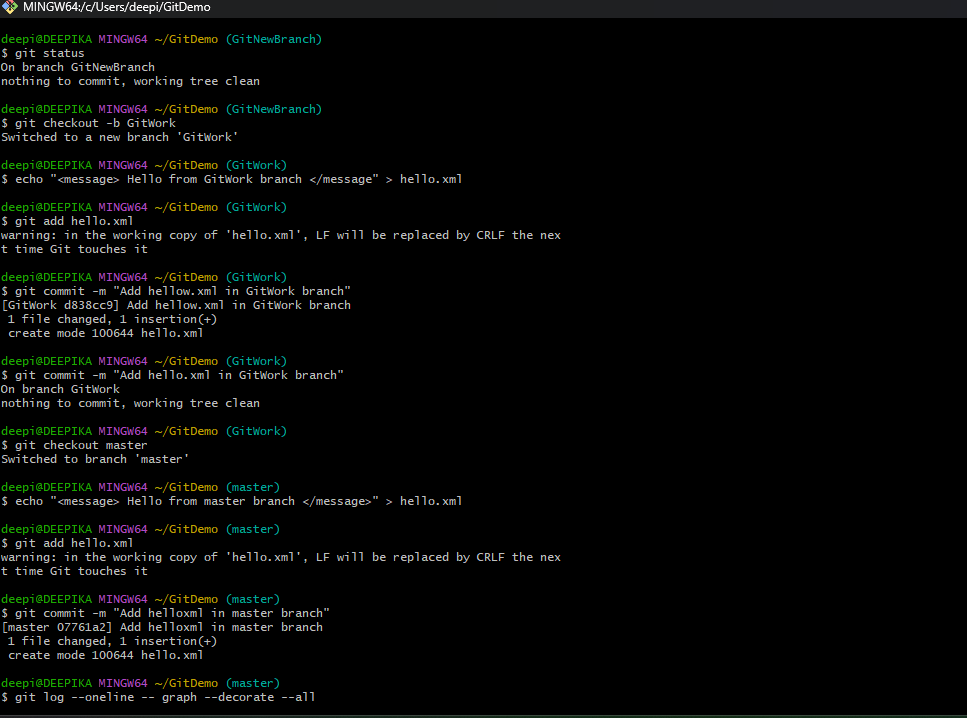 MINGW64:/c/Users/deepi/GitDemo
deepi@DEEPIKA MINGW64 ~/GitDemo (GitNewBranch)
$ git status
On branch GitNewBranch
nothing to commit, working tree clean
deepi@DEEPIKA MINGW64 ~/GitDemo (GitNewBranch)
$ git checkout -b GitWork
Switched to a new branch 'GitWork'
deepi@DEEPIKA MINGW64 ~/GitDemo (GitWork)
$ echo "<message> Hello from GitWork branch </message" > hello.xml
deepi@DEEPIKA MINGW64 ~/GitDemo (GitWork)
$ git add hello.xml
warning: in the working copy of 'hello.xml', LF will be replaced by CRLF the nex
t time Git touches it
deepi@DEEPIKA MINGW64 ~/GitDemo (GitWork)
$ git commit -m "Add hellow.xml in GitWork branch"
[GitWork d838cc9] Add hellow.xml in GitWork branch
 1 file changed, 1 insertion(+)
 create mode 100644 hello.xml
deepi@DEEPIKA MINGW64 ~/GitDemo (GitWork)
$ git commit -m "Add hello.xml in GitWork branch"
On branch GitWork
nothing to commit, working tree clean
deepi@DEEPIKA MINGW64 ~/GitDemo (GitWork)
$ git checkout master
Switched to branch 'master'
deepi@DEEPIKA MINGW64 ~/GitDemo (master)
$ echo "<message> Hello from master branch </message>" > hello.xml
deepi@DEEPIKA MINGW64 ~/GitDemo (master)
$ git add hello.xml
warning: in the working copy of 'hello.xml', LF will be replaced by CRLF the nex
t time Git touches it
deepi@DEEPIKA MINGW64 ~/GitDemo (master)
$ git commit -m "Add helloxml in master branch"
[master 07761a2] Add helloxml in master branch
 1 file changed, 1 insertion(+)
 create mode 100644 hello.xml
deepi@DEEPIKA MINGW64 ~/GitDemo (master)
$ git log --oneline -- graph --decorate --all